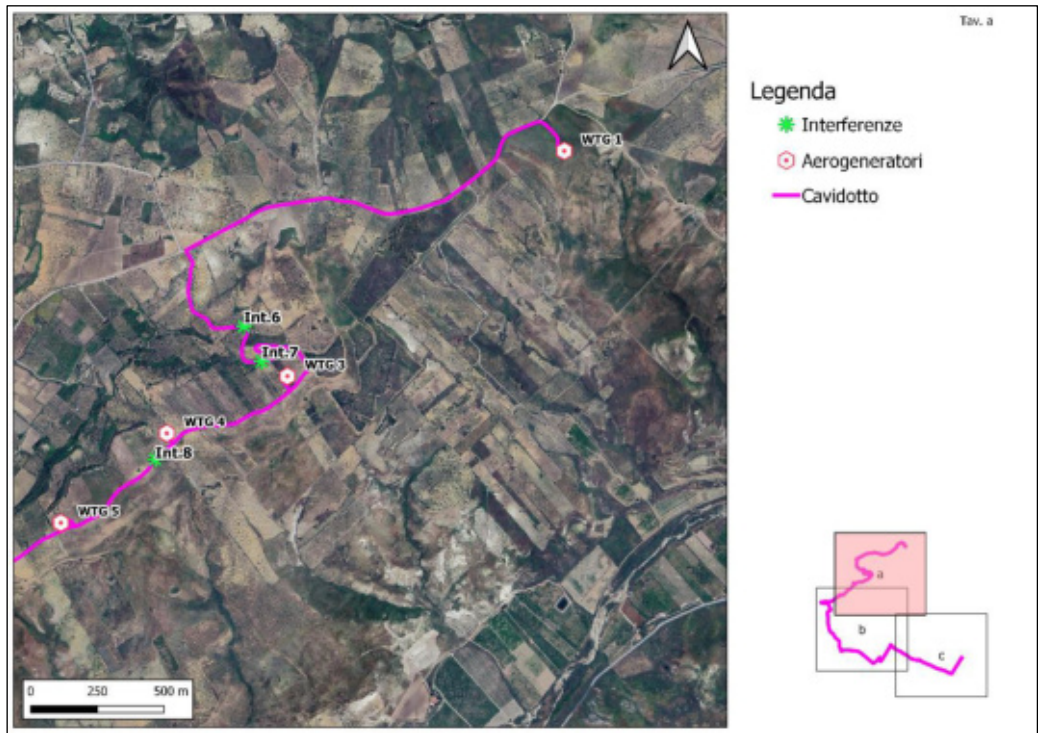 Tav. a
Legenda
Interferenze
Aerogeneratori
Cavidotto
WTG 1
Int.6
Int.7
WTG 3
WTG 4
Int.8
WTG 5
0 250 500 m
a
b
c